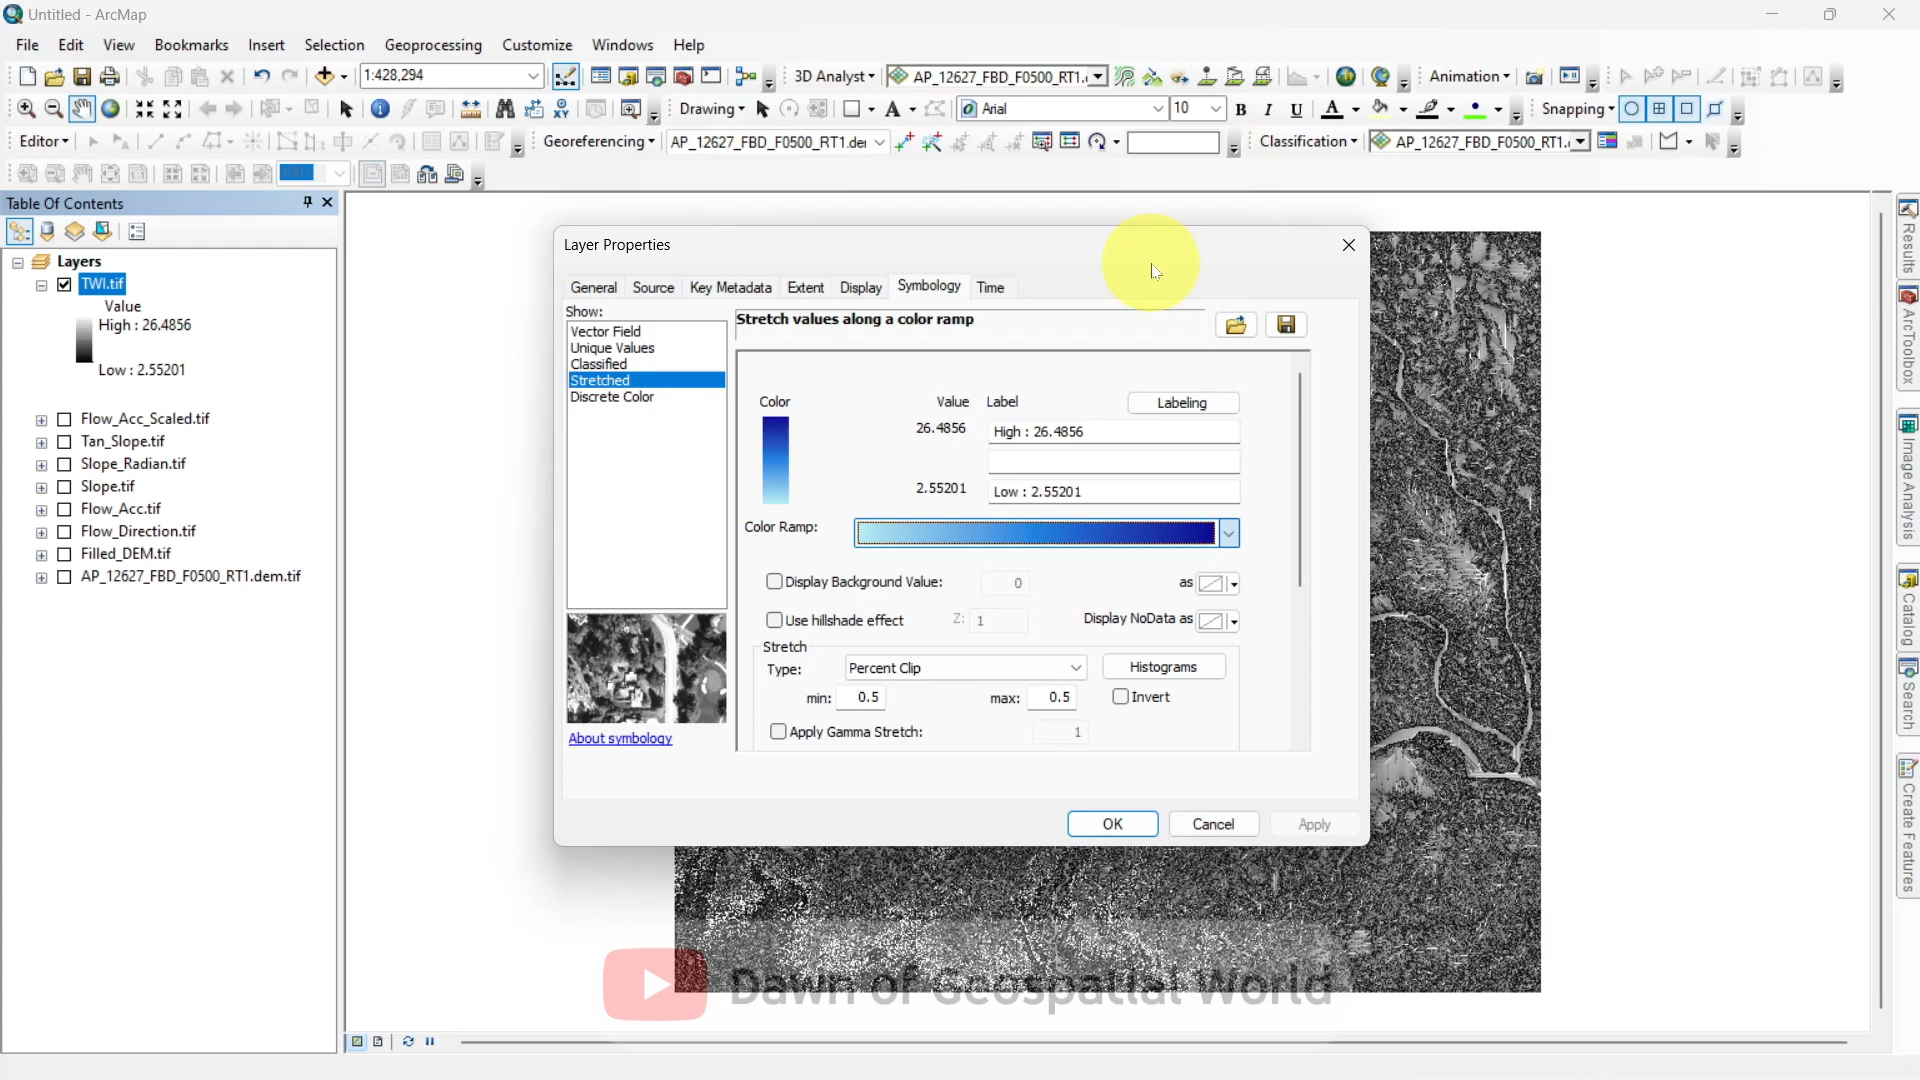 Untitled - ArcMap
File Edit View Bookmarks Insert Selection Geoprocessing Customize Windows Help
1:428,294 3D Analyst AP_12627_FBD_F0500_RT1. Animation
Drawing A Arial 10 B I U A Snapping
Editor Georeferencing AP_12627_FBD_F0500_RT1.der Classification AP_12627_FBD_F0500_RT1.
Table Of Contents
Layers
TWI.tif
Value
High : 26.4856
Low : 2.55201
Flow_Acc_Scaled.tif
Tan_Slope.tif
Slope_Radian.tif
Slope.tif
Flow_Acc.tif
Flow_Direction.tif
Filled_DEM.tif
AP_12627_FBD_F0500_RT1.dem.tif
Layer Properties
General Source Key Metadata Extent Display Symbology Time
Show:
Vector Field
Unique Values
Classified
Stretched
Discrete Color
About symbology
Stretch values along a color ramp
Color Value Label Labeling
26.4856 High : 26.4856
2.55201 Low : 2.55201
Color Ramp:
Display Background Value: 0 as
Use hillshade effect Z: 1 Display NoData as
Stretch
Type: Percent Clip Histograms
min: 0.5 max: 0.5 Invert
Apply Gamma Stretch: 1
OK Cancel Apply
Results
ArcToolbox
Image Analysis
Catalog
Search
Create Features
Dawn of Geospatial World